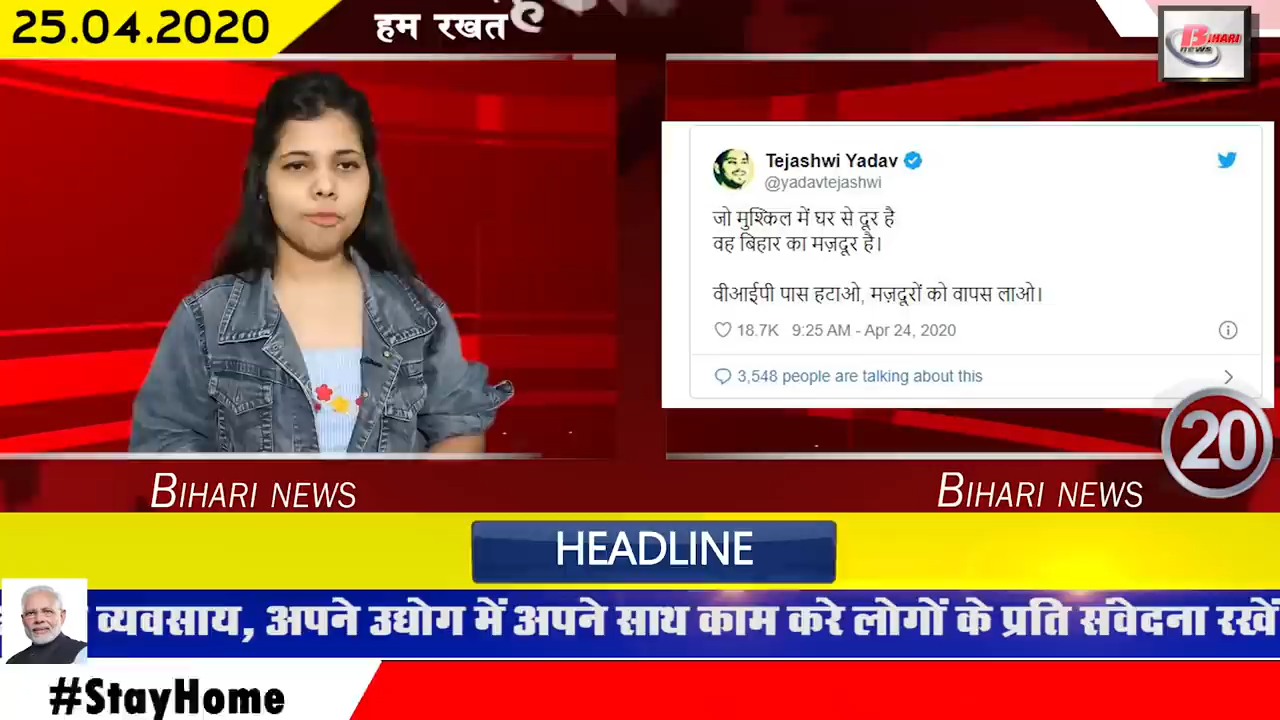 25.04.2020
हम रखत
BIHARI
news
Tejashwi Yadav
@yadavtejashwi
जो मुश्किल में घर से दूर है
वह बिहार का मज़दूर है।
वीआईपी पास हटाओ, मज़दूरों को वापस लाओ।
18.7K 9:25 AM - Apr 24, 2020
3,548 people are talking about this
20
BIHARI NEWS
BIHARI NEWS
HEADLINE
व्यवसाय, अपने उद्योग में अपने साथ काम करे लोगों के प्रति संवेदना रखें
#StayHome